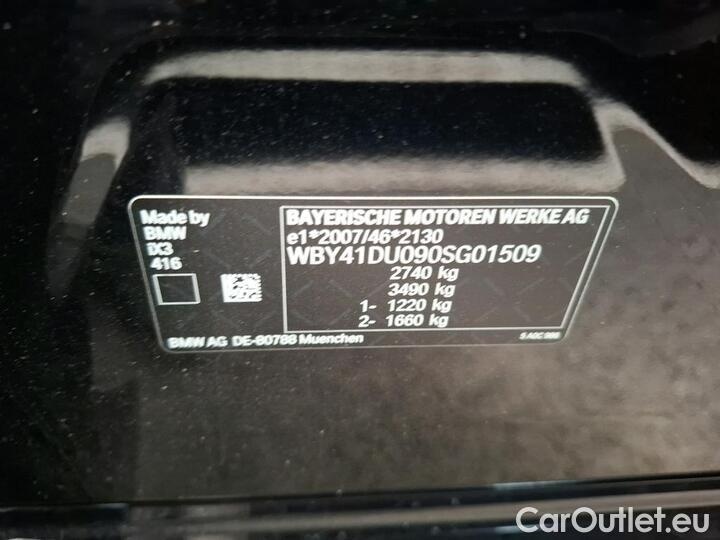 Made by
BMW
iX3
416
BAYERISCHE MOTOREN WERKE AG
e1*2007/46*2130
WBY41DU090SG01509
2740 kg
3490 kg
1- 1220 kg
2- 1660 kg
BMW AG DE-80788 Muenchen
CarOutlet.eu